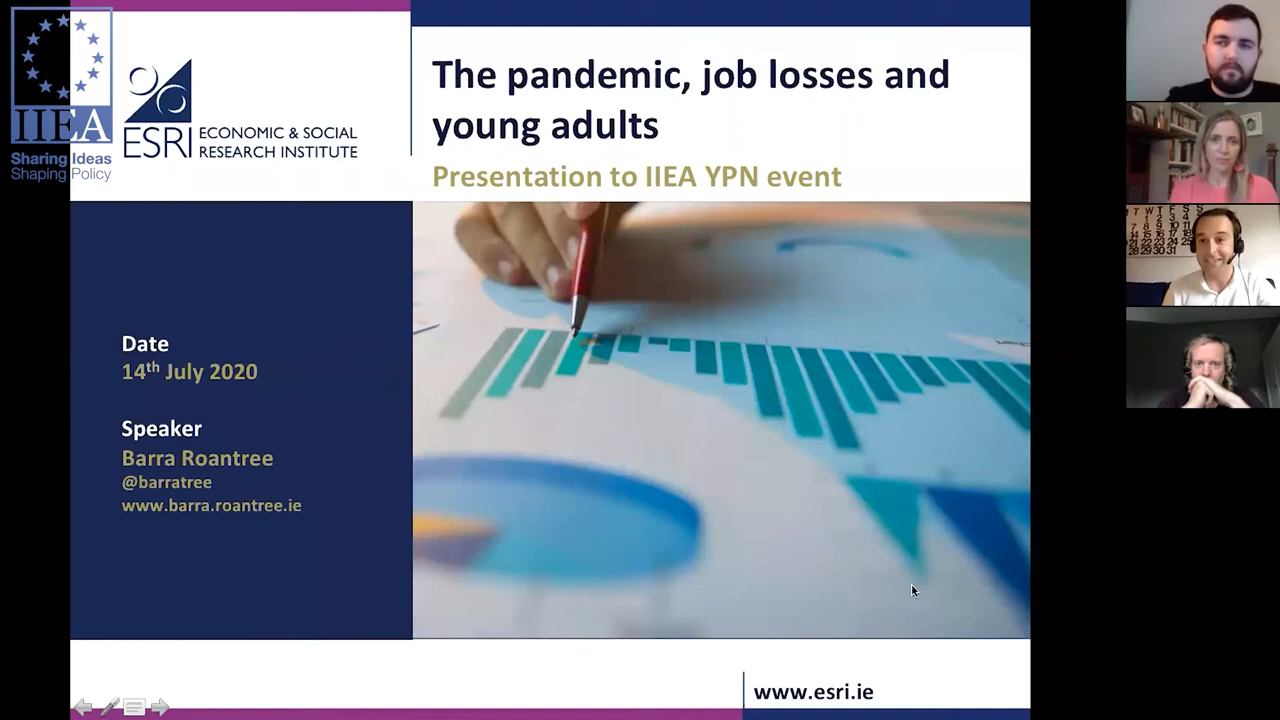 IIEA
Sharing Ideas
Shaping Policy
ESRI
ECONOMIC & SOCIAL
RESEARCH INSTITUTE
The pandemic, job losses and
young adults
Presentation to IIEA YPN event
Date
14th July 2020
Speaker
Barra Roantree
@barratree
www.barra.roantree.ie
www.esri.ie